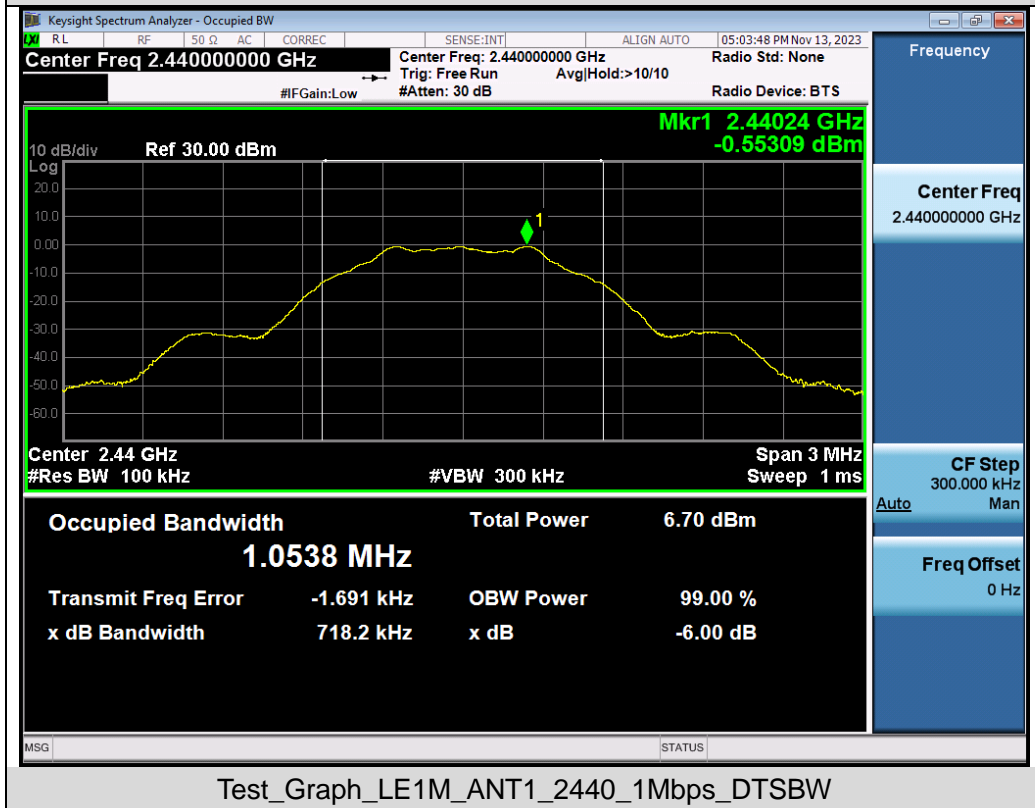 Keysight Spectrum Analyzer - Occupied BW
LXI RL RF 50 Ω AC CORREC SENSE:INT ALIGN AUTO 05:03:48 PM Nov 13, 2023
Center Freq 2.440000000 GHz Center Freq: 2.440000000 GHz Radio Std: None
Trig: Free Run Avg|Hold:>10/10
#IFGain:Low #Atten: 30 dB Radio Device: BTS
Frequency
Mkr1 2.44024 GHz
10 dB/div Ref 30.00 dBm -0.55309 dBm
Log
20.0
10.0
1
0.00
-10.0
-20.0
-30.0
-40.0
-50.0
-60.0
Center 2.44 GHz Span 3 MHz
#Res BW 100 kHz #VBW 300 kHz Sweep 1 ms
Center Freq
2.440000000 GHz
CF Step
300.000 kHz
Auto Man
Freq Offset
0 Hz
Occupied Bandwidth Total Power 6.70 dBm
1.0538 MHz
Transmit Freq Error -1.691 kHz OBW Power 99.00 %
x dB Bandwidth 718.2 kHz x dB -6.00 dB
MSG STATUS
Test_Graph_LE1M_ANT1_2440_1Mbps_DTSBW